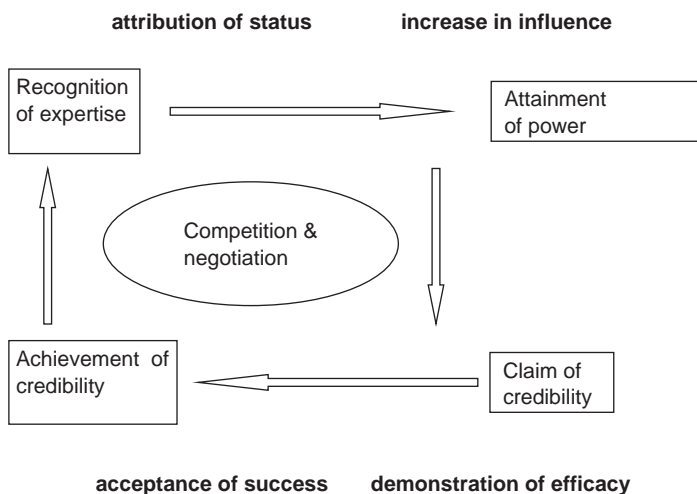 attribution of status
increase in influence
Recognition
of expertise
Attainment
of power
Competition &
negotiation
Achievement of
credibility
Claim of
credibility
acceptance of success
demonstration of efficacy